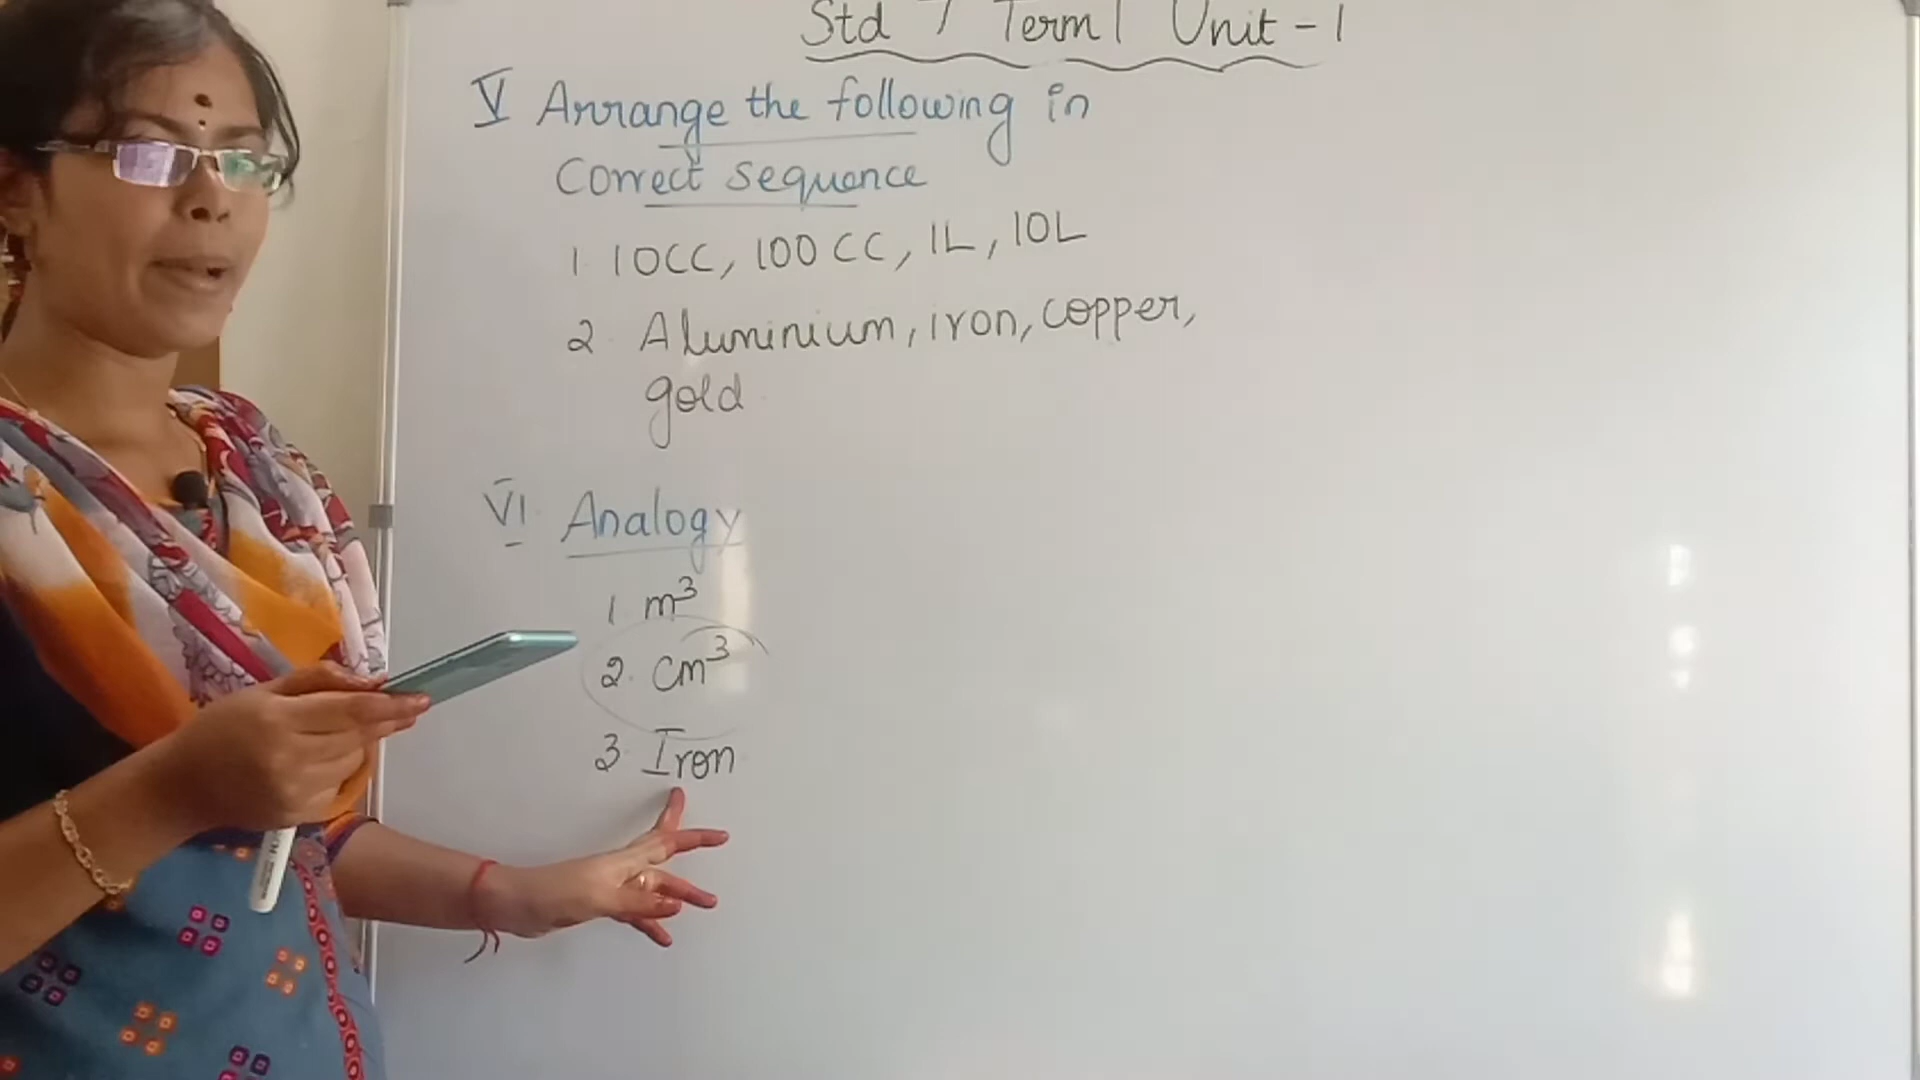 Std 7 Term 1 Unit - 1
V Arrange the following in
Correct sequence
1 10CC, 100 CC, 1L, 10L
2. Aluminium, iron, copper,
gold
VI. Analogy
1 m³
2. Cm³
3. Iron